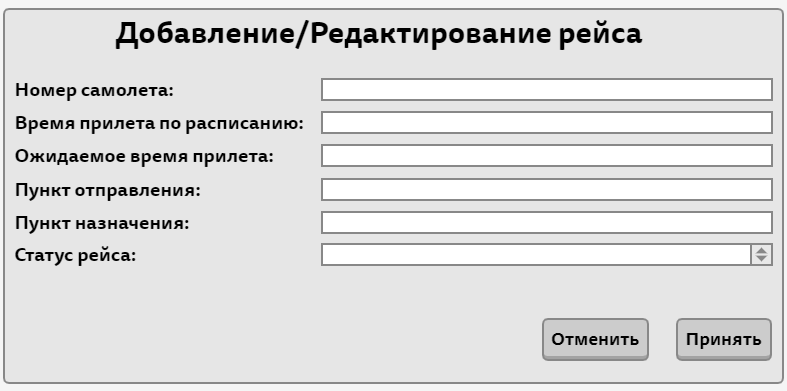 Добавление/Редактирование рейса
Номер самолета:
Время прилета по расписанию:
Ожидаемое время прилета:
Пункт отправления:
Пункт назначения:
Статус рейса:
Отменить Принять